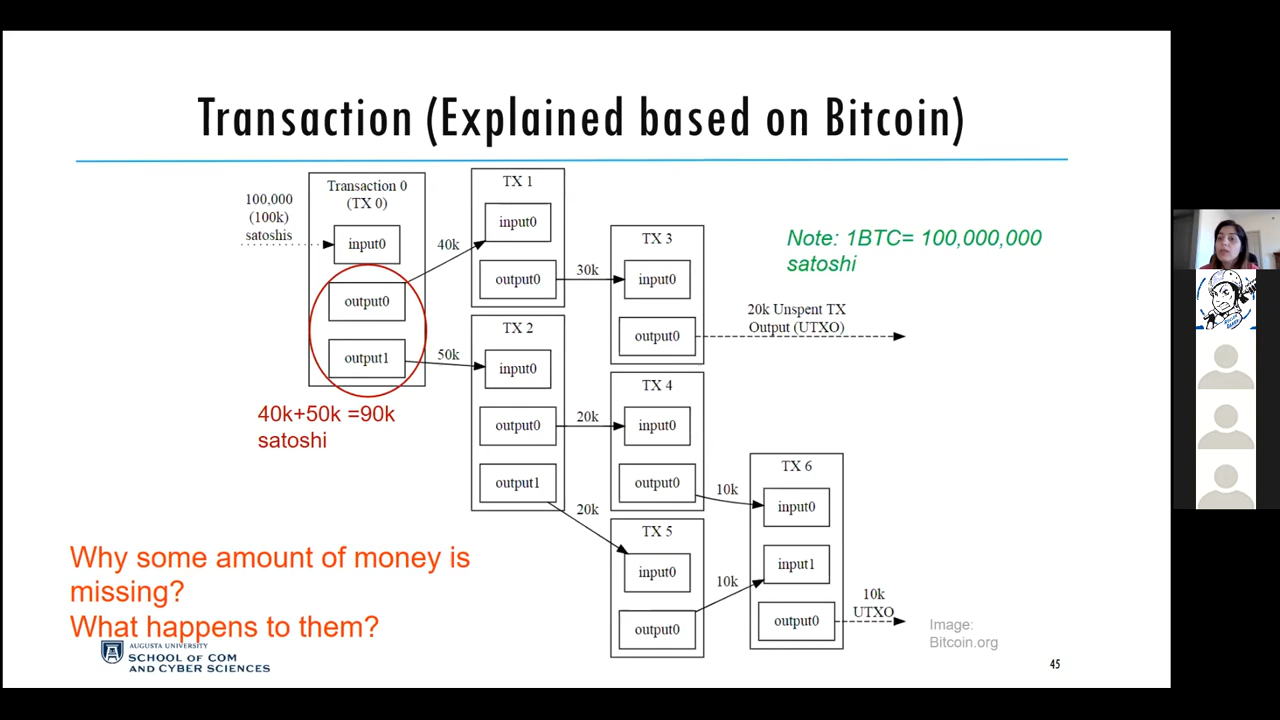 Transaction (Explained based on Bitcoin)
100,000
(100k)
satoshis
Transaction 0
(TX 0)
input0
output0
output1
40k
50k
40k+50k =90k
satoshi
TX 1
input0
output0
30k
TX 2
input0
output0
output1
20k
20k
TX 3
input0
output0
20k Unspent TX
Output (UTXO)
TX 4
input0
output0
10k
TX 5
input0
output0
10k
TX 6
input0
input1
output0
10k
UTXO
Note: 1BTC= 100,000,000
satoshi
Why some amount of money is
missing?
What happens to them?
AUGUSTA UNIVERSITY
SCHOOL OF COM
AND CYBER SCIENCES
Image:
Bitcoin.org
45